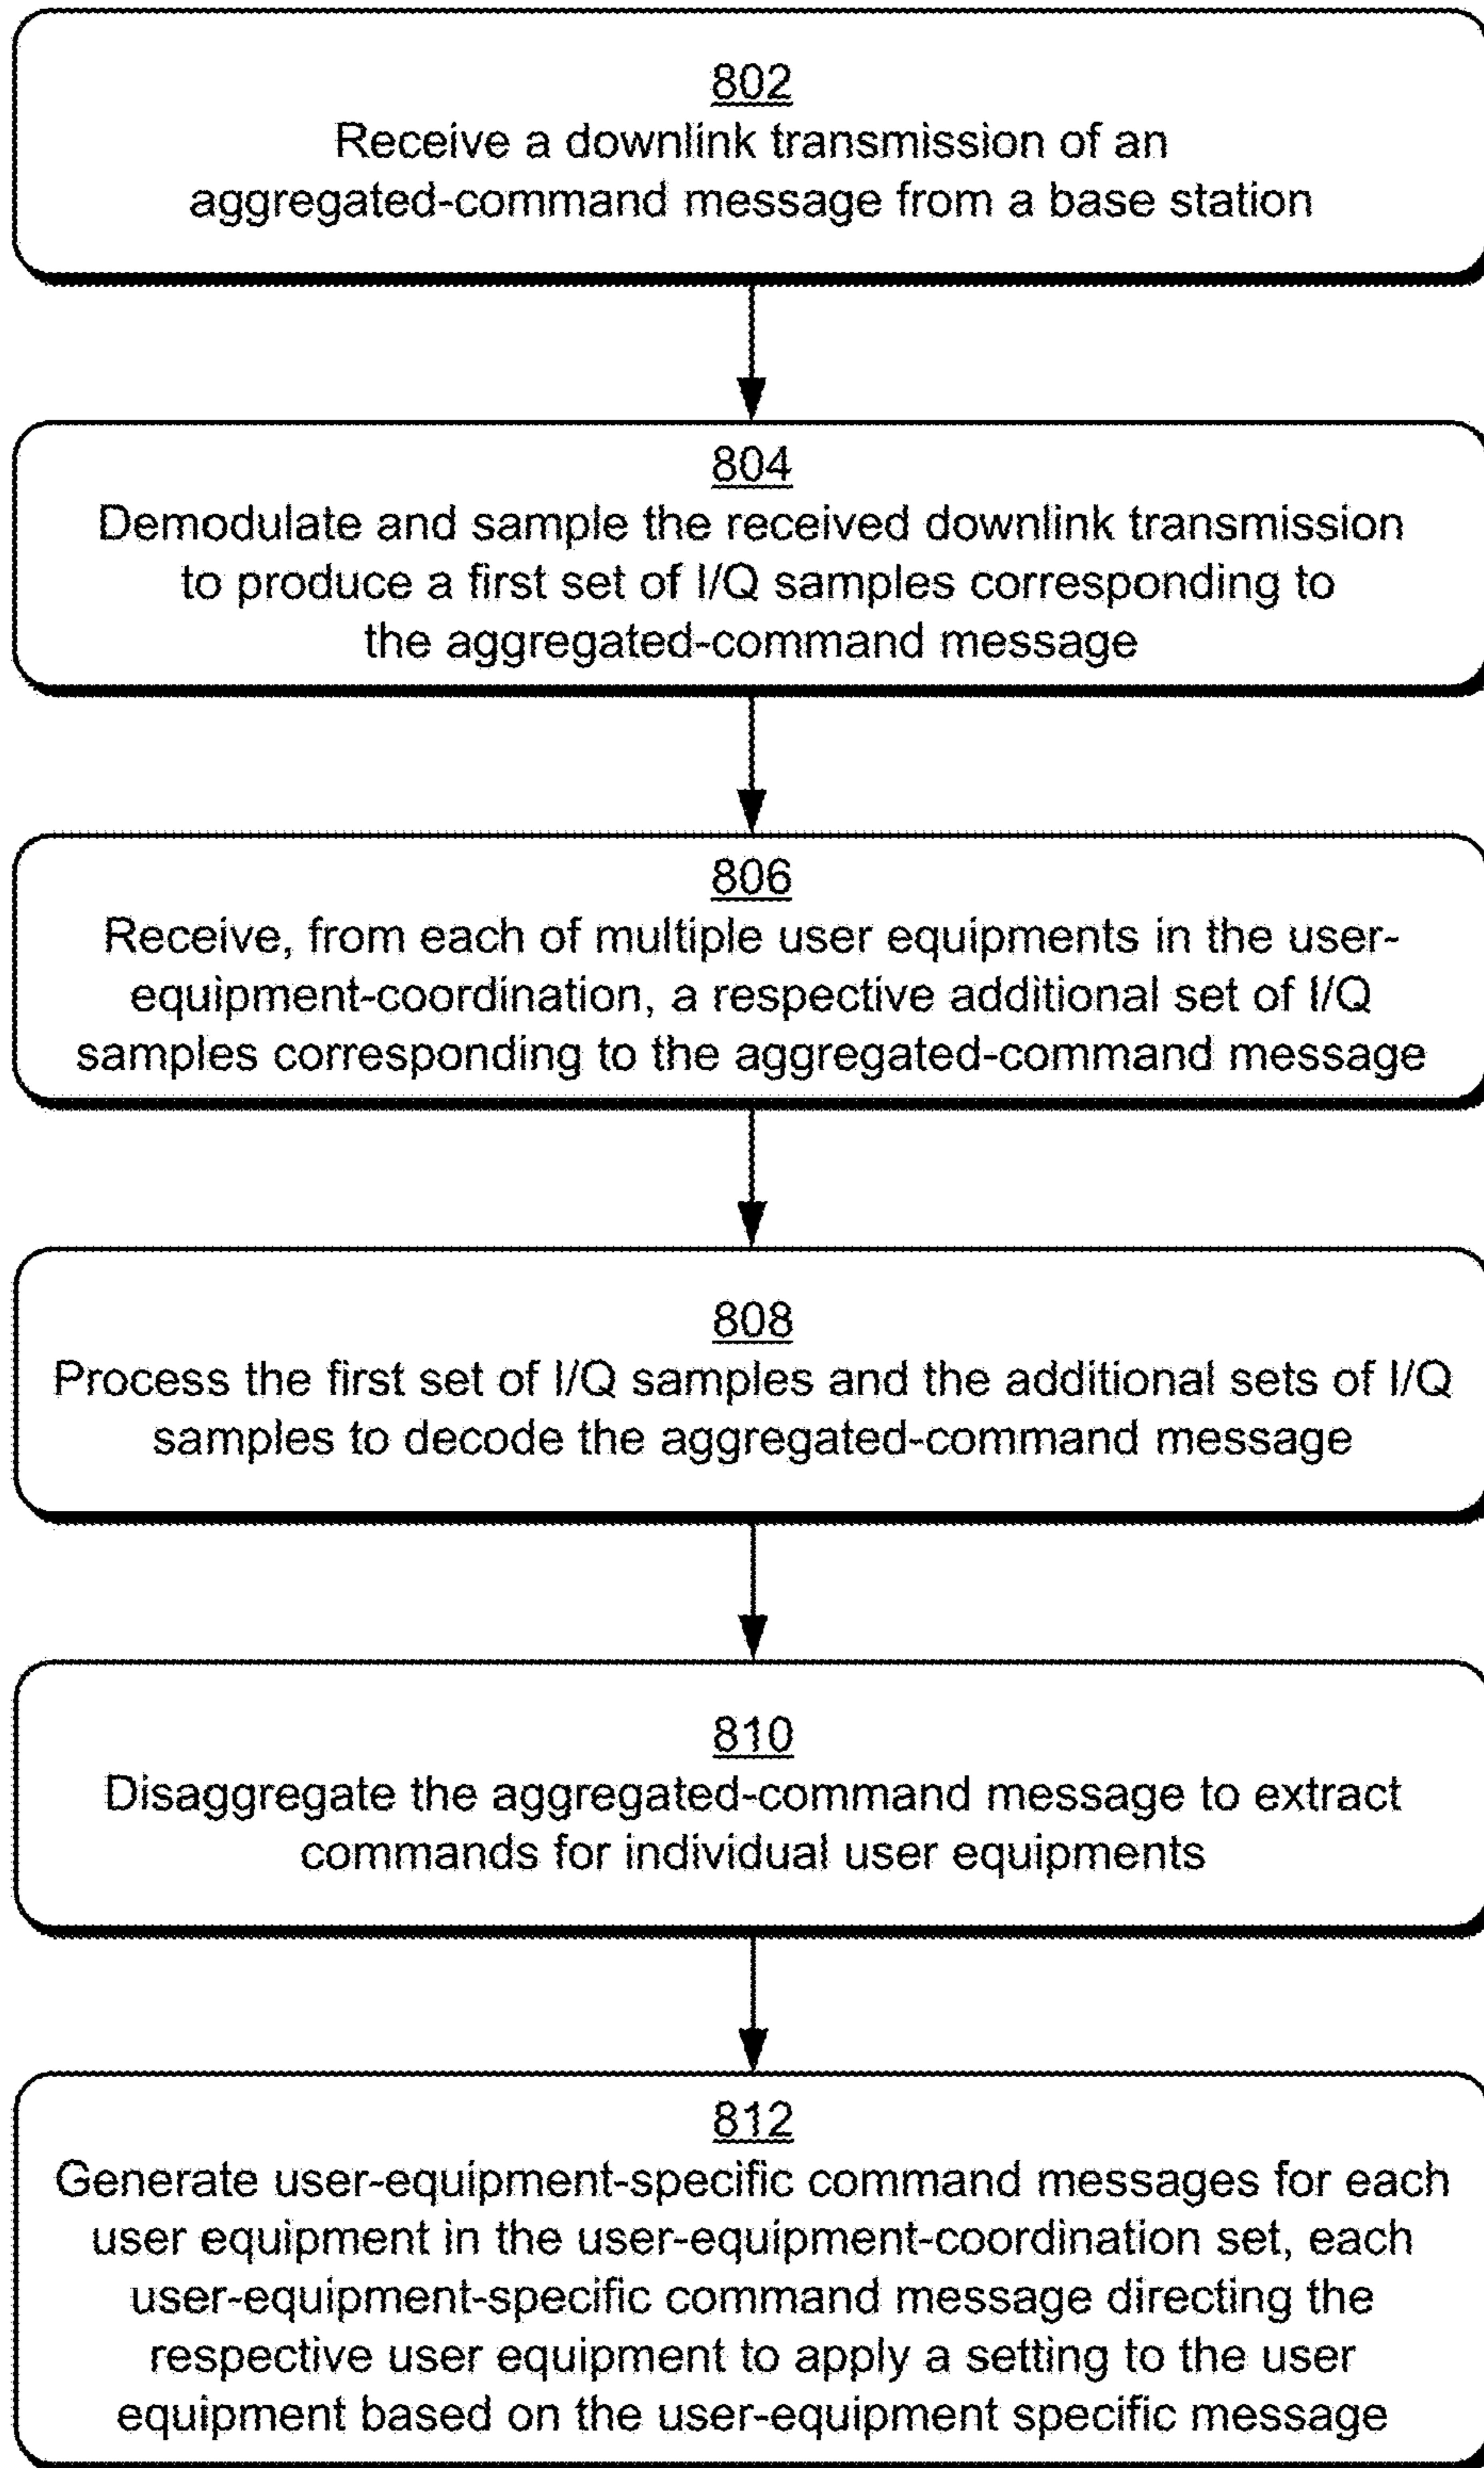 802
Receive a downlink transmission of an
aggregated-command message from a base station
804
Demodulate and sample the received downlink transmission
to produce a first set of I/Q samples corresponding to
the aggregated-command message
806
Receive, from each of multiple user equipments in the user-
equipment-coordination, a respective additional set of I/Q
samples corresponding to the aggregated-command message
808
Process the first set of I/Q samples and the additional sets of I/Q
samples to decode the aggregated-command message
810
Disaggregate the aggregated-command message to extract
commands for individual user equipments
812
Generate user-equipment-specific command messages for each
user equipment in the user-equipment-coordination set, each
user-equipment-specific command message directing the
respective user equipment to apply a setting to the user
equipment based on the user-equipment specific message